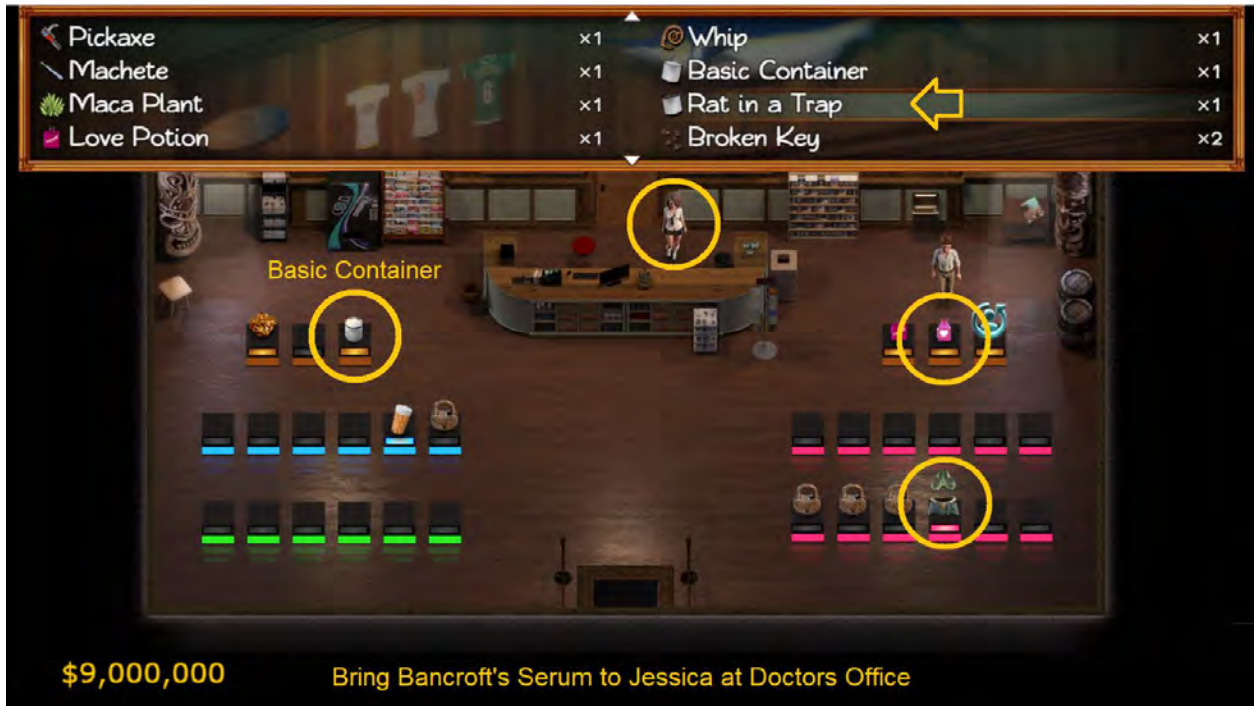 Pickaxe ×1 Whip ×1
Machete ×1 Basic Container ×1
Maca Plant ×1 Rat in a Trap ×1
Love Potion ×1 Broken Key ×2
Basic Container
$9,000,000 Bring Bancroft's Serum to Jessica at Doctors Office